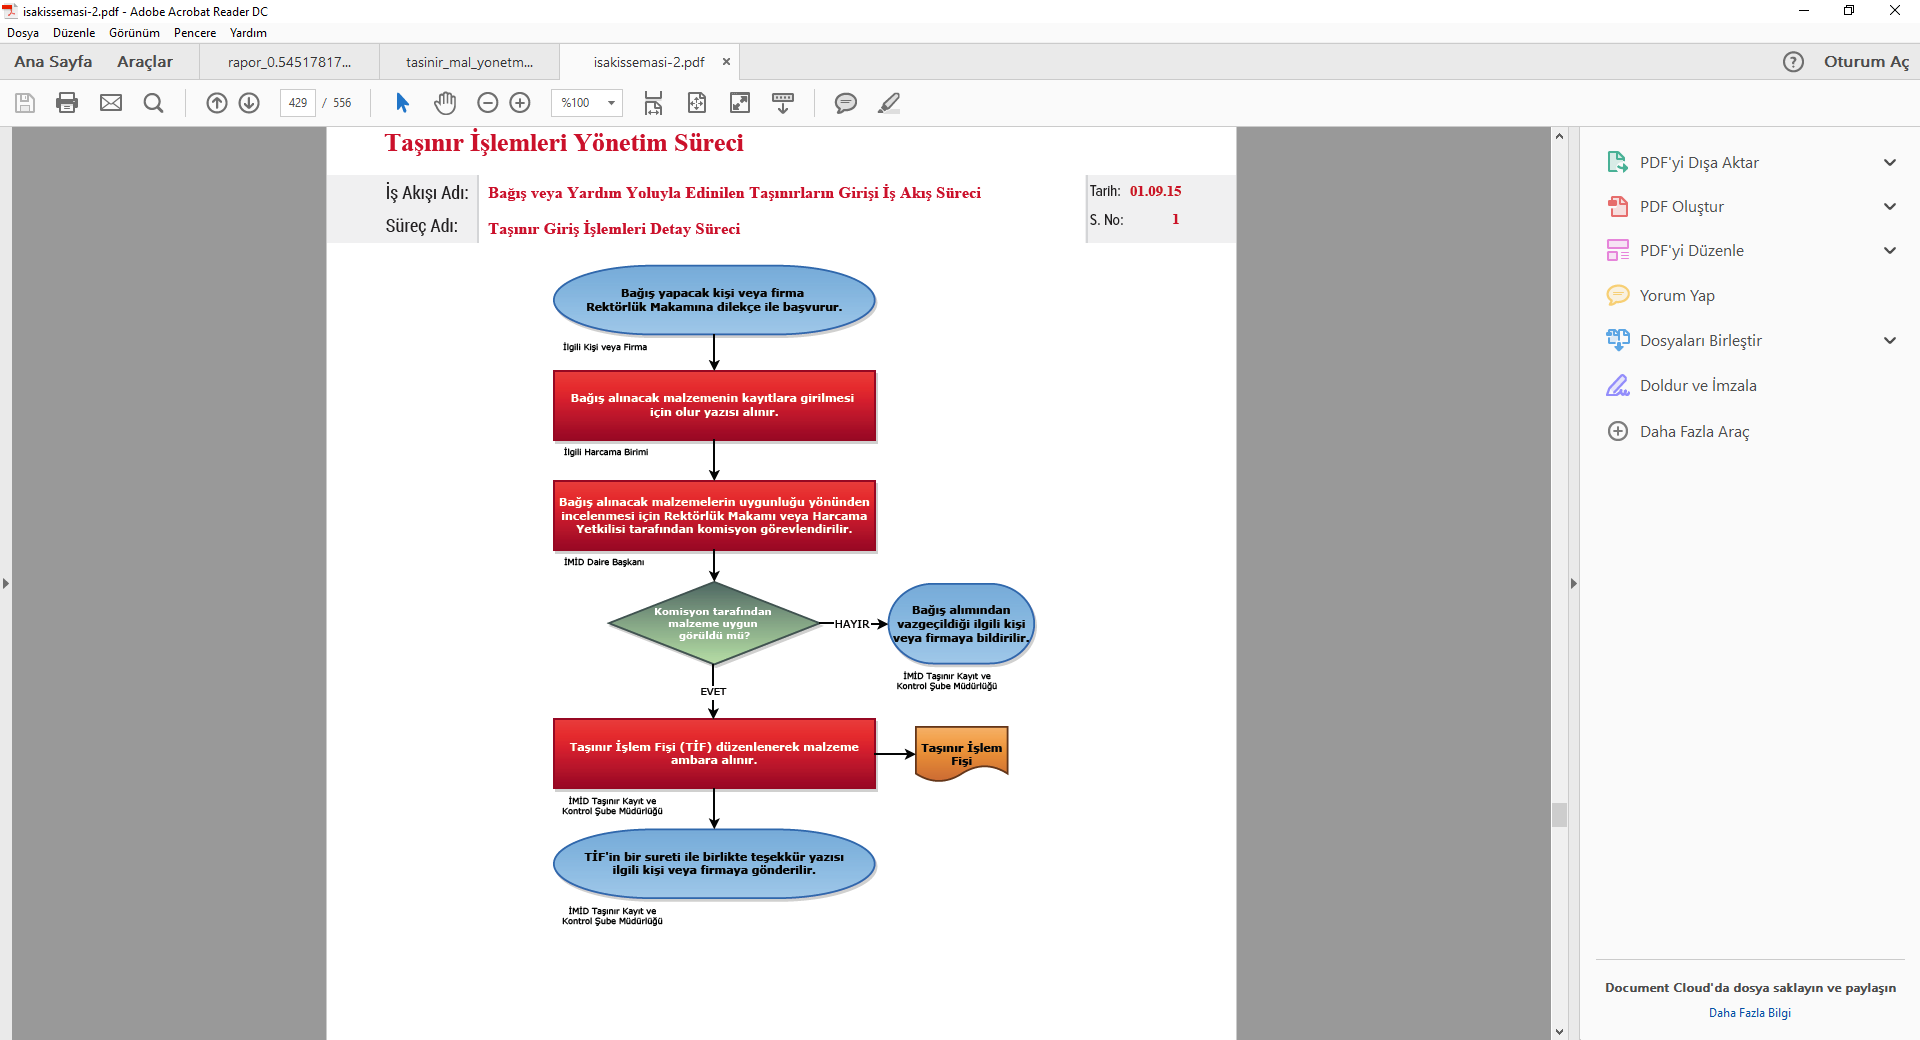 isakissemasi-2.pdf - Adobe Acrobat Reader DC
Dosya Düzenle Görünüm Pencere Yardım
Ana Sayfa Araçlar rapor_0.54517817... tasinir_mal_yonetm... isakissemasi-2.pdf × ? Oturum Aç
429 / 556 %100
Taşınır İşlemleri Yönetim Süreci
İş Akışı Adı: Bağış veya Yardım Yoluyla Edinilen Taşınırların Girişi İş Akış Süreci
Tarih: 01.09.15
Süreç Adı: Taşınır Giriş İşlemleri Detay Süreci
S. No: 1
Bağış yapacak kişi veya firma
Rektörlük Makamına dilekçe ile başvurur.
İlgili Kişi veya Firma
Bağış alınacak malzemenin kayıtlara girilmesi
için olur yazısı alınır.
İlgili Harcama Birimi
Bağış alınacak malzemelerin uygunluğu yönünden
incelenmesi için Rektörlük Makamı veya Harcama
Yetkilisi tarafından komisyon görevlendirilir.
İMİD Daire Başkanı
Komisyon tarafından
malzeme uygun
görüldü mü?
HAYIR
Bağış alımından
vazgeçildiği ilgili kişi
veya firmaya bildirilir.
İMİD Taşınır Kayıt ve
Kontrol Şube Müdürlüğü
EVET
Taşınır İşlem Fişi (TİF) düzenlenerek malzeme
ambara alınır.
Taşınır İşlem
Fişi
İMİD Taşınır Kayıt ve
Kontrol Şube Müdürlüğü
TİF'in bir sureti ile birlikte teşekkür yazısı
ilgili kişi veya firmaya gönderilir.
İMİD Taşınır Kayıt ve
Kontrol Şube Müdürlüğü
PDF'yi Dışa Aktar
PDF Oluştur
PDF'yi Düzenle
Yorum Yap
Dosyaları Birleştir
Doldur ve İmzala
Daha Fazla Araç
Document Cloud'da dosya saklayın ve paylaşın
Daha Fazla Bilgi